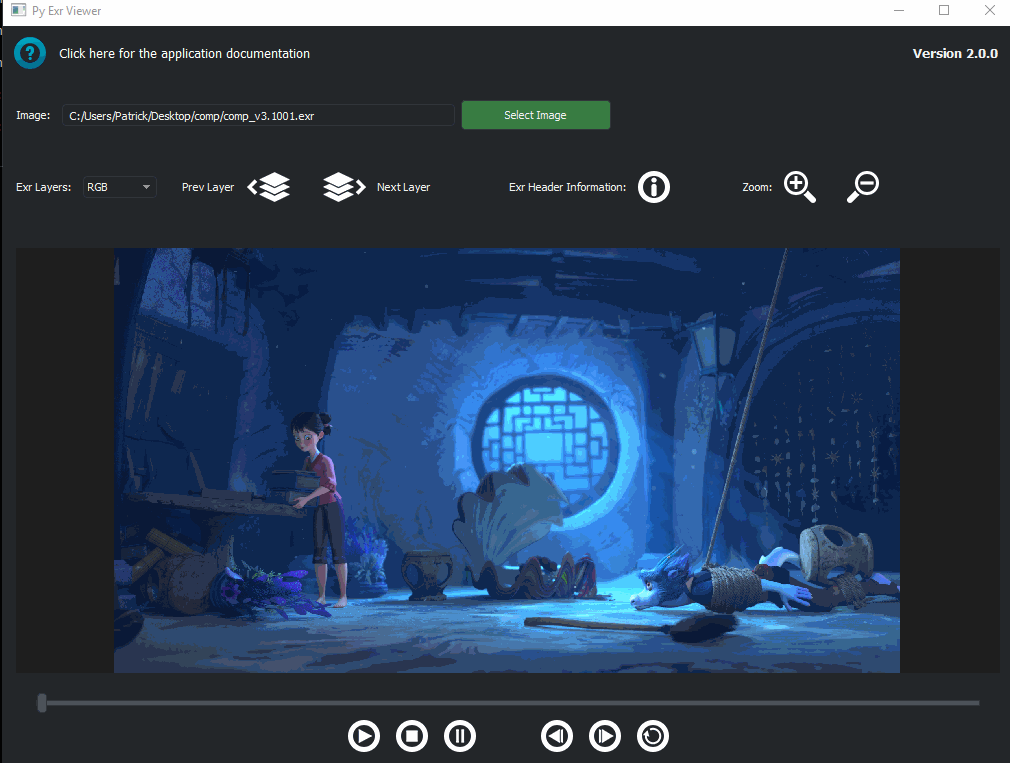 Py Exr Viewer
Click here for the application documentation
Version 2.0.0
Image: C:/Users/Patrick/Desktop/comp/comp_v3.1001.exr Select Image
Exr Layers: RGB Prev Layer Next Layer Exr Header Information: Zoom: